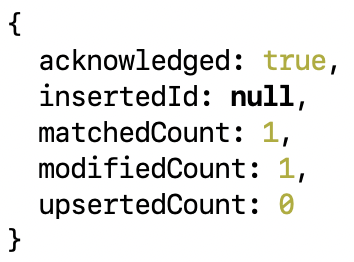 {
  acknowledged: true,
  insertedId: null,
  matchedCount: 1,
  modifiedCount: 1,
  upsertedCount: 0
}